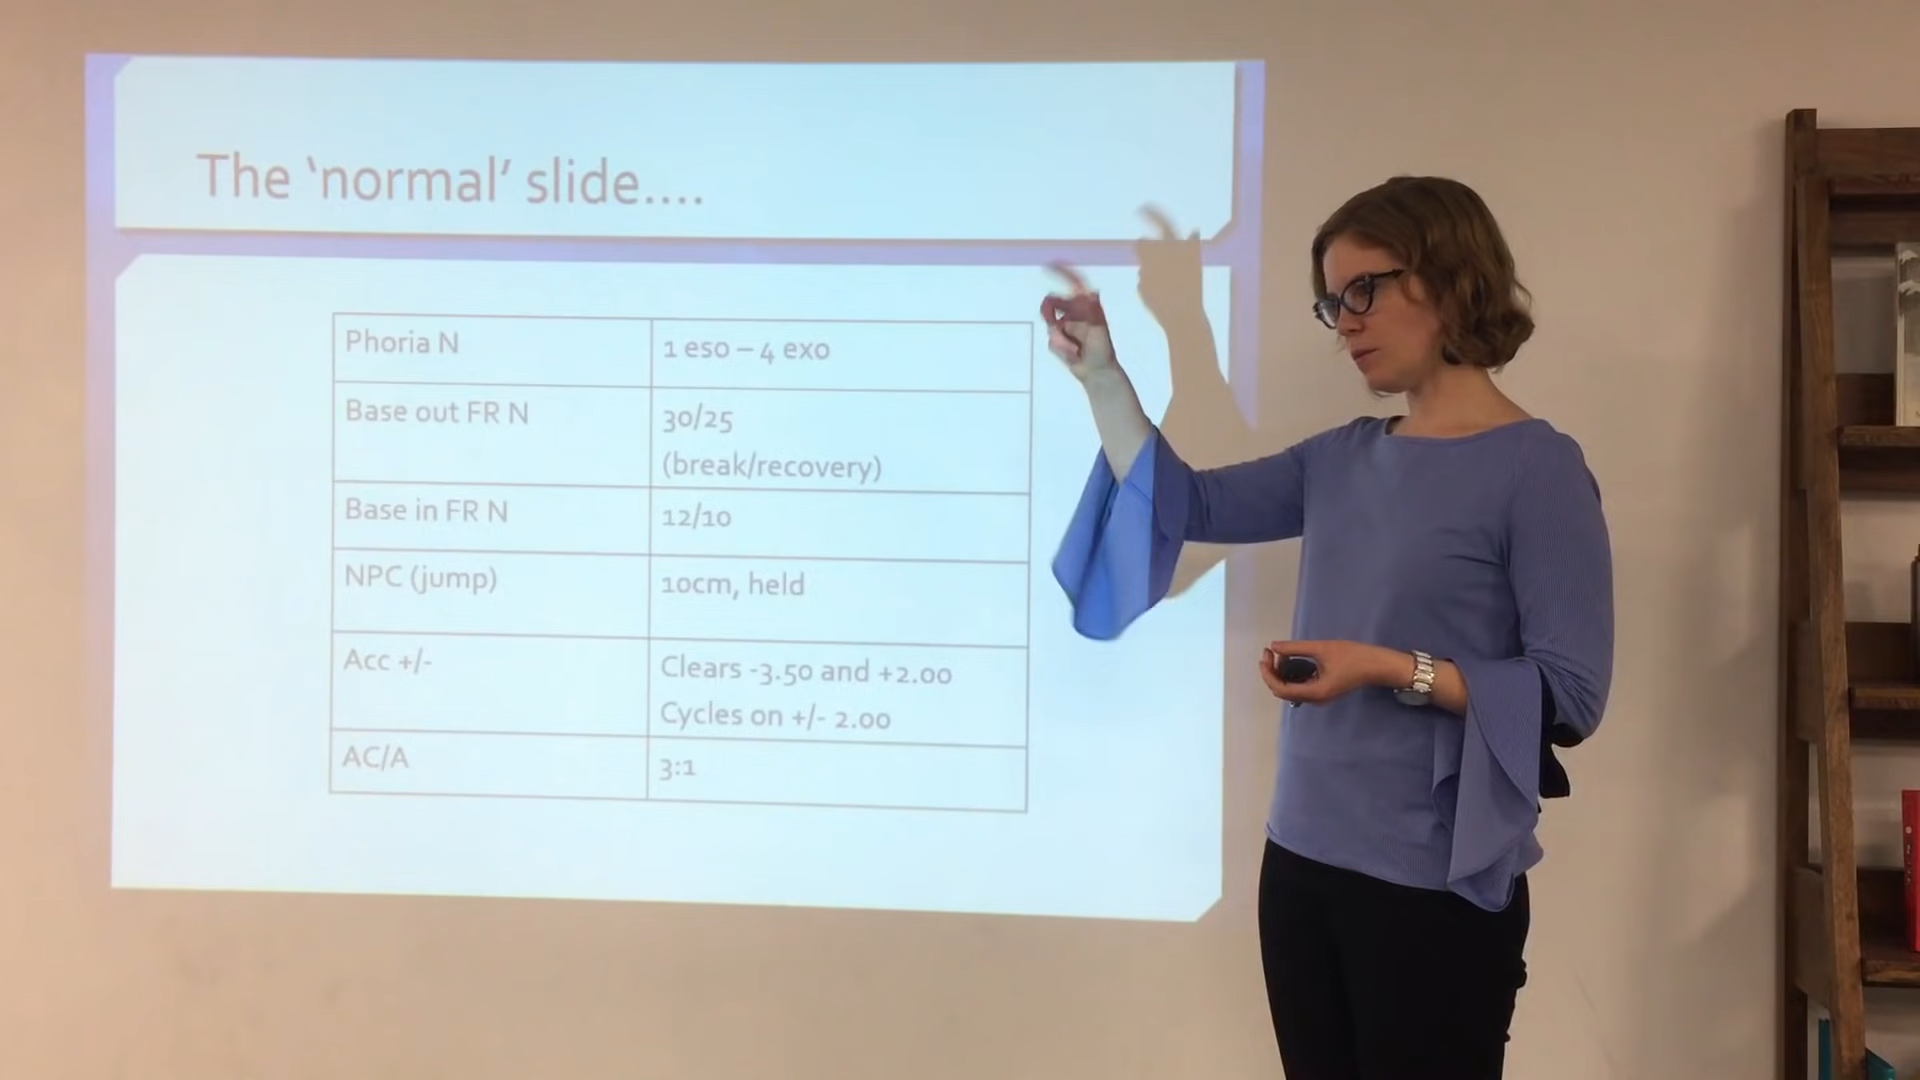 The 'normal' slide....
Phoria N
1 eso – 4 exo
Base out FR N
30/25
(break/recovery)
Base in FR N
12/10
NPC (jump)
10cm, held
Acc +/-
Clears -3.50 and +2.00
Cycles on +/- 2.00
AC/A
3:1